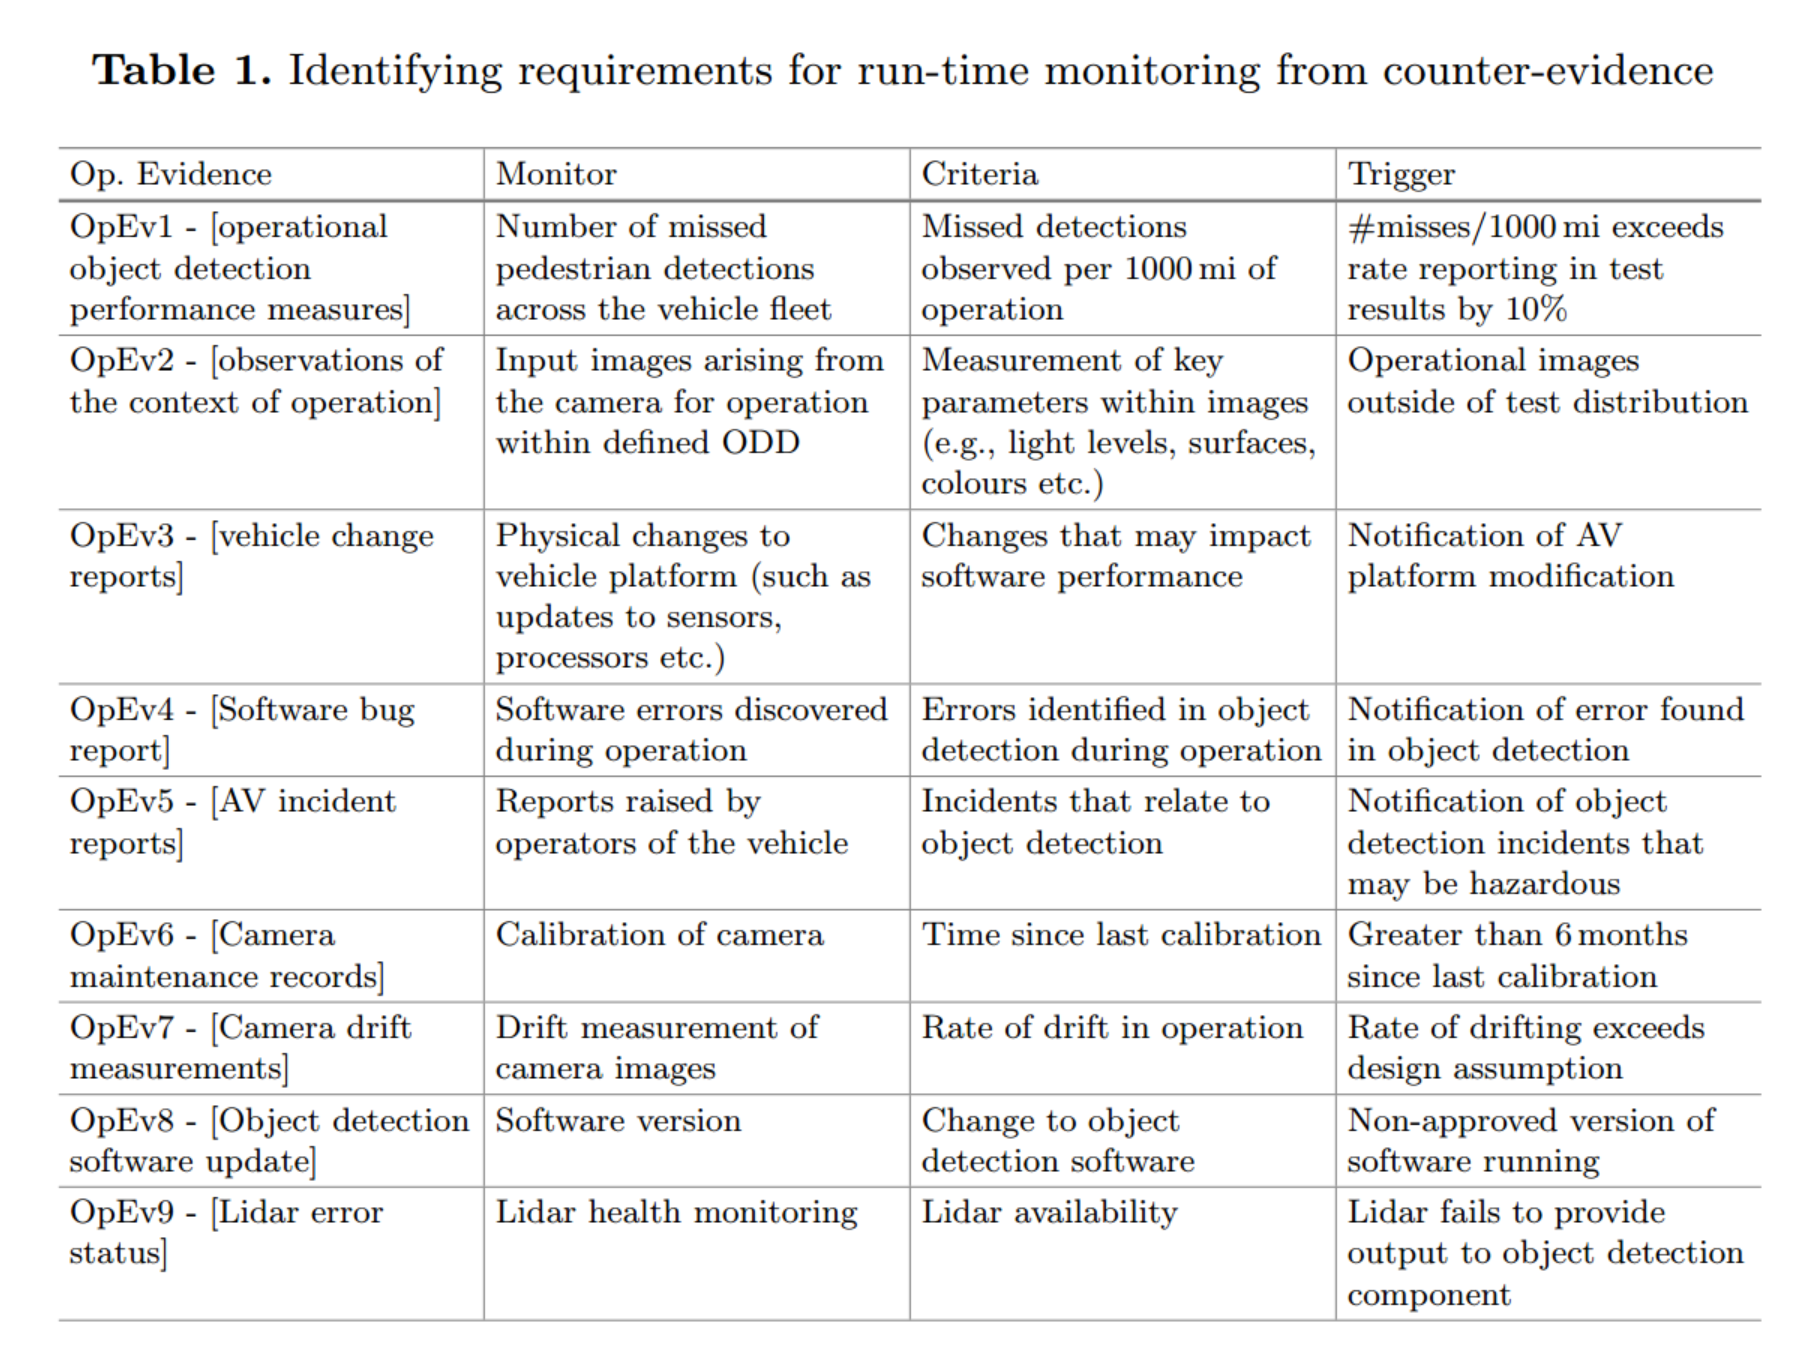 Table 1. Identifying requirements for run-time monitoring from counter-evidence
Op. Evidence
Monitor
Criteria
Trigger
OpEv1 - [operational
object detection
performance measures]
Number of missed
pedestrian detections
across the vehicle fleet
Missed detections
observed per 1000 mi of
operation
#misses/1000 mi exceeds
rate reporting in test
results by 10%
OpEv2 - [observations of
the context of operation]
Input images arising from
the camera for operation
within defined ODD
Measurement of key
parameters within images
(e.g., light levels, surfaces,
colours etc.)
Operational images
outside of test distribution
OpEv3 - [vehicle change
reports]
Physical changes to
vehicle platform (such as
updates to sensors,
processors etc.)
Changes that may impact
software performance
Notification of AV
platform modification
OpEv4 - [Software bug
report]
Software errors discovered
during operation
Errors identified in object
detection during operation
Notification of error found
in object detection
OpEv5 - [AV incident
reports]
Reports raised by
operators of the vehicle
Incidents that relate to
object detection
Notification of object
detection incidents that
may be hazardous
OpEv6 - [Camera
maintenance records]
Calibration of camera
Time since last calibration
Greater than 6 months
since last calibration
OpEv7 - [Camera drift
measurements]
Drift measurement of
camera images
Rate of drift in operation
Rate of drifting exceeds
design assumption
OpEv8 - [Object detection
software update]
Software version
Change to object
detection software
Non-approved version of
software running
OpEv9 - [Lidar error
status]
Lidar health monitoring
Lidar availability
Lidar fails to provide
output to object detection
component